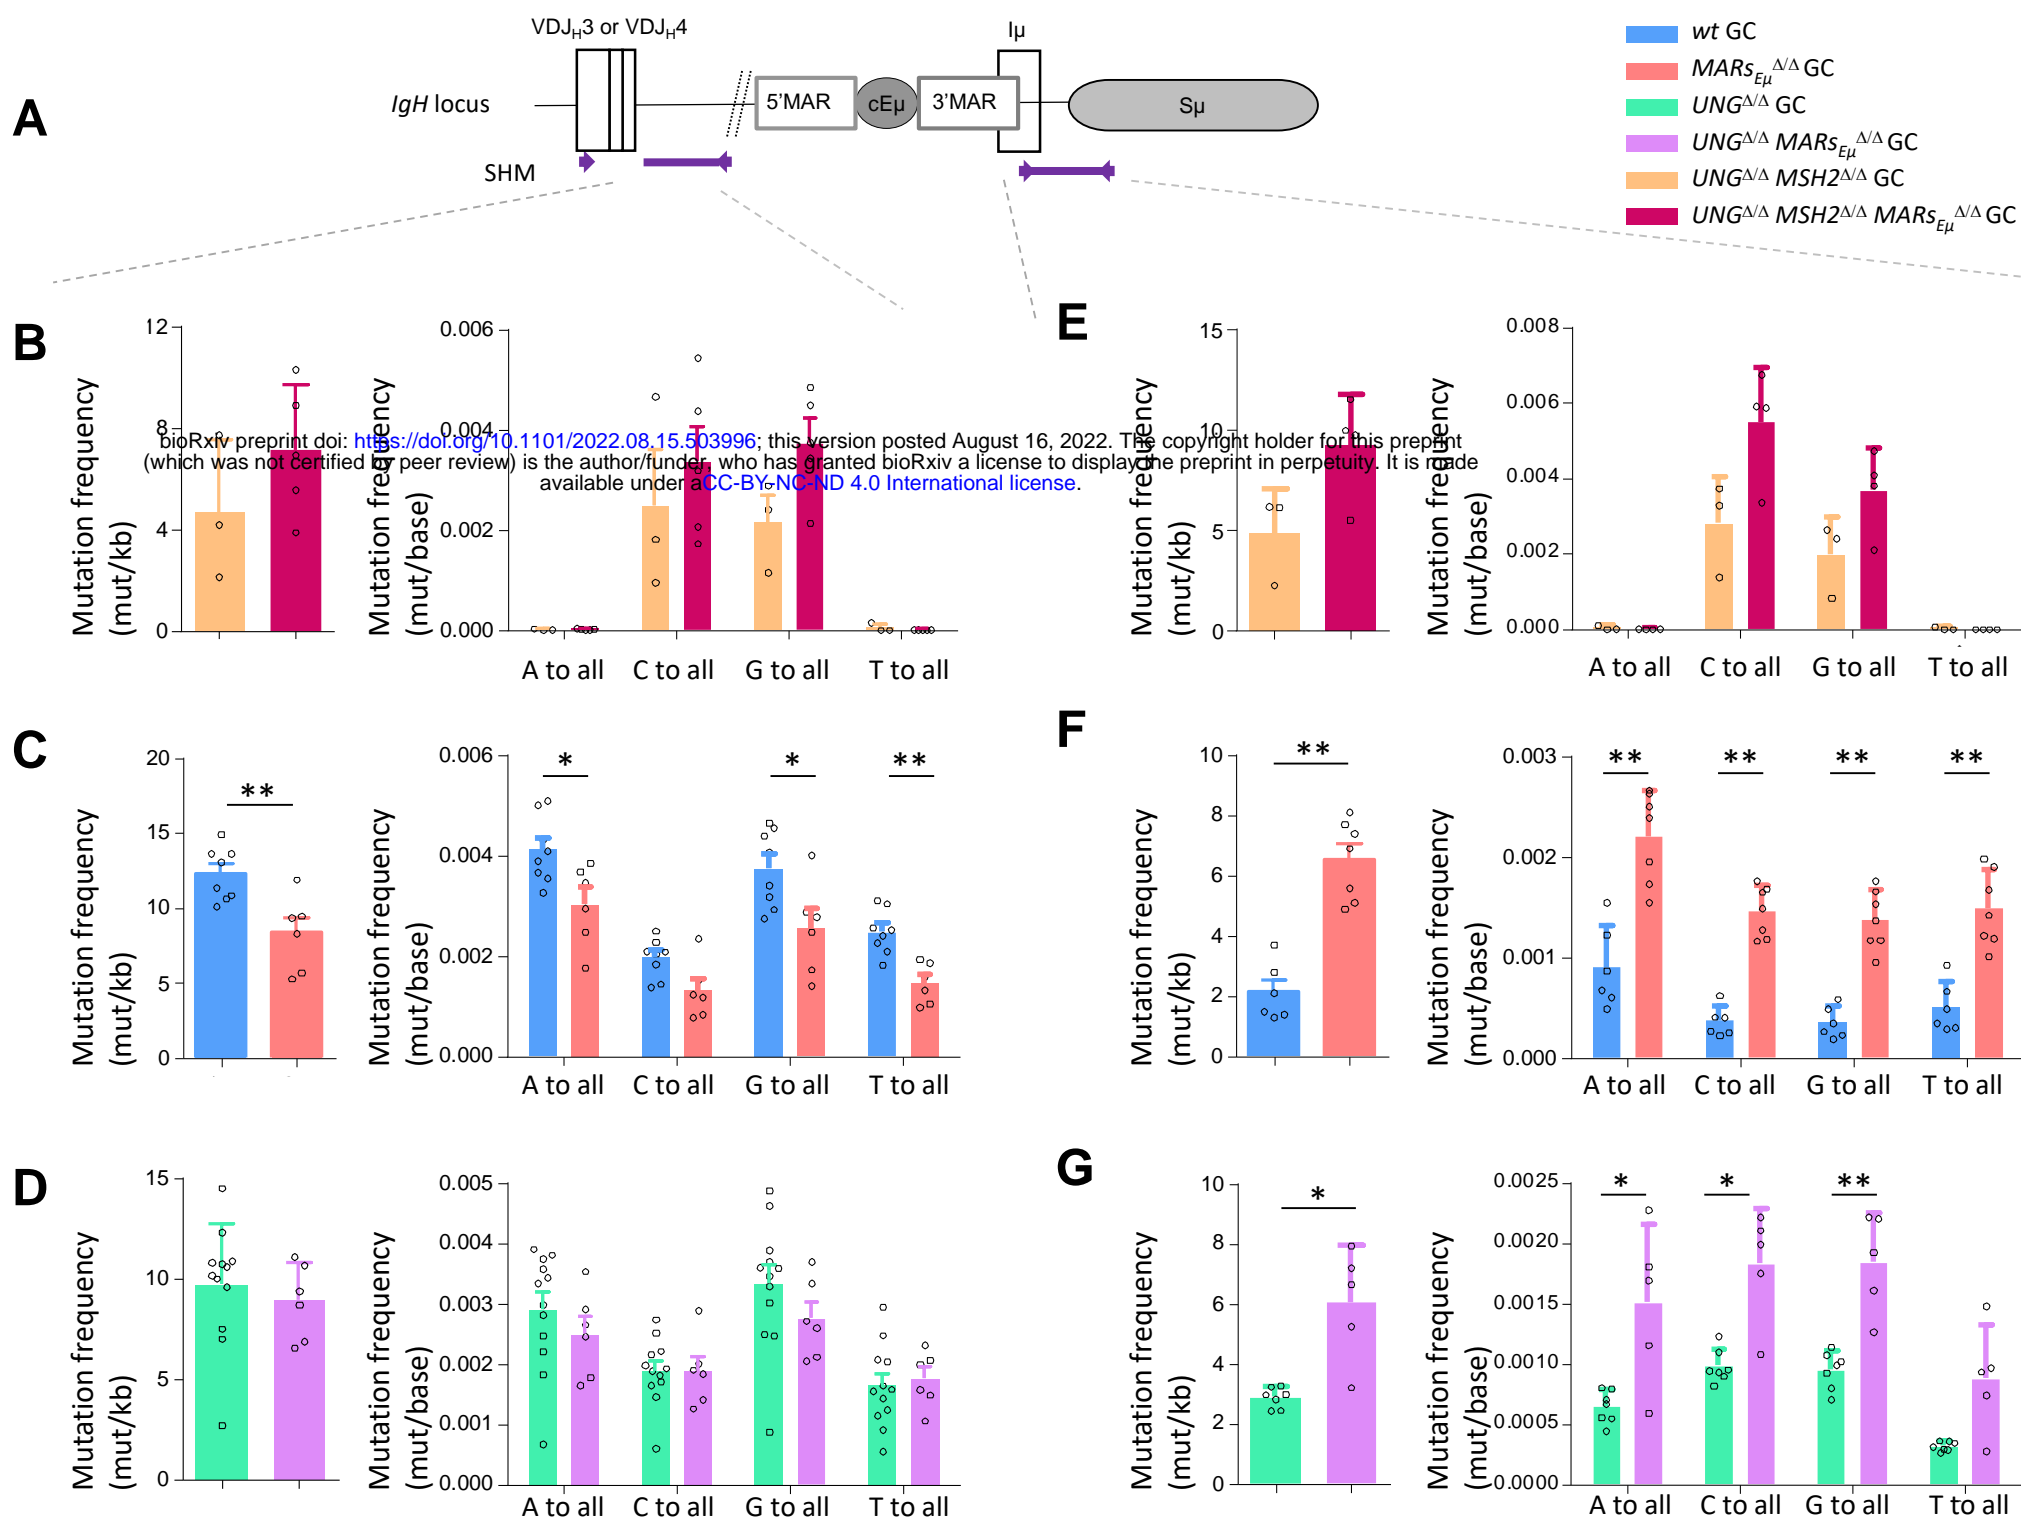 VDJH3 or VDJH4
Iµ
wt GC
MARsEµ Δ/Δ GC
UNGΔ/Δ GC
UNGΔ/Δ MARsEµ Δ/Δ GC
UNGΔ/Δ MSH2Δ/Δ GC
UNGΔ/Δ MSH2Δ/Δ MARsEµ Δ/Δ GC
A
IgH locus
5'MAR
cEµ
3'MAR
Sµ
SHM
B
Mutation frequency
(mut/kb)
12
8
4
0
Mutation frequency
(mut/base)
0.006
0.004
0.002
0.000
A to all
C to all
G to all
T to all
E
Mutation frequency
(mut/kb)
15
10
5
0
Mutation frequency
(mut/base)
0.008
0.006
0.004
0.002
0.000
A to all
C to all
G to all
T to all
bioRxiv preprint doi: https://doi.org/10.1101/2022.08.15.503996; this version posted August 16, 2022. The copyright holder for this preprint
(which was not certified by peer review) is the author/funder, who has granted bioRxiv a license to display the preprint in perpetuity. It is made
available under aCC-BY-NC-ND 4.0 International license.
C
Mutation frequency
(mut/kb)
20
15
10
5
0
**
Mutation frequency
(mut/base)
0.006
0.004
0.002
0.000
*
*
**
A to all
C to all
G to all
T to all
F
Mutation frequency
(mut/kb)
10
8
6
4
2
0
**
Mutation frequency
(mut/base)
0.003
0.002
0.001
0.000
**
**
**
**
A to all
C to all
G to all
T to all
D
Mutation frequency
(mut/kb)
15
10
5
0
Mutation frequency
(mut/base)
0.005
0.004
0.003
0.002
0.001
0.000
A to all
C to all
G to all
T to all
G
Mutation frequency
(mut/kb)
10
8
6
4
2
0
*
Mutation frequency
(mut/base)
0.0025
0.0020
0.0015
0.0010
0.0005
0.0000
*
*
**
A to all
C to all
G to all
T to all